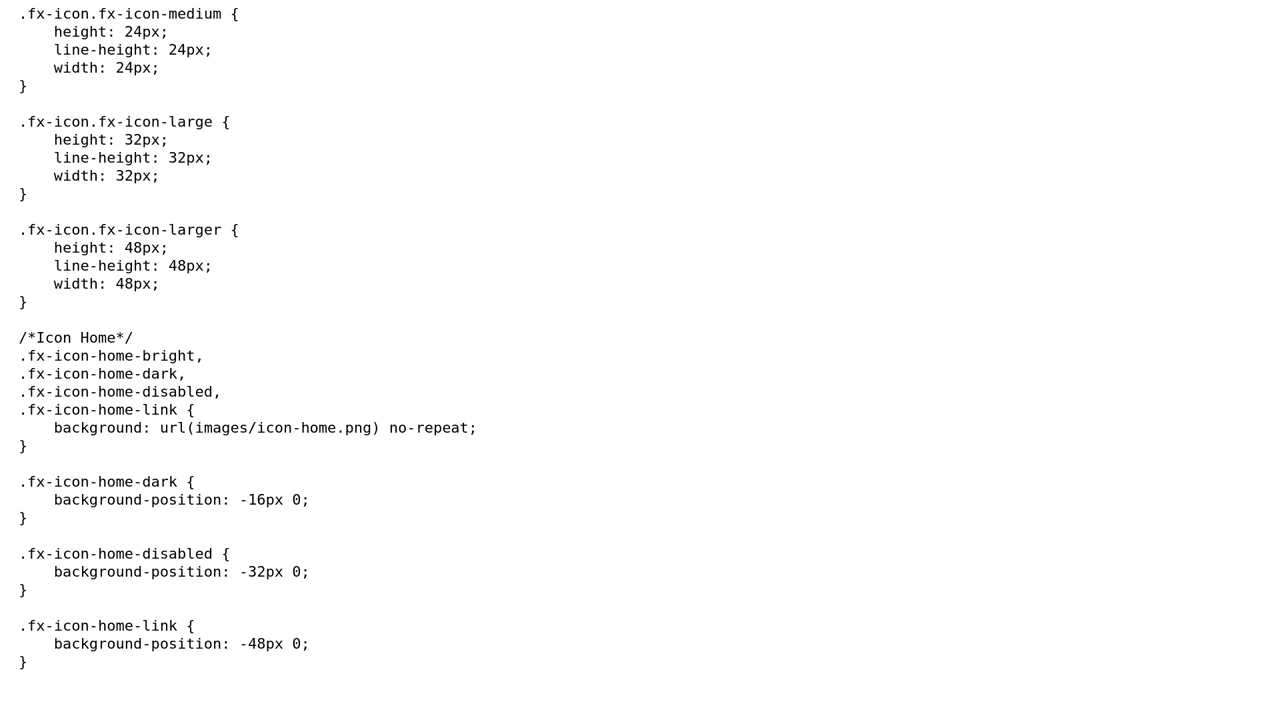 .fx-icon.fx-icon-medium {
    height: 24px;
    line-height: 24px;
    width: 24px;
}

.fx-icon.fx-icon-large {
    height: 32px;
    line-height: 32px;
    width: 32px;
}

.fx-icon.fx-icon-larger {
    height: 48px;
    line-height: 48px;
    width: 48px;
}

/*Icon Home*/
.fx-icon-home-bright,
.fx-icon-home-dark,
.fx-icon-home-disabled,
.fx-icon-home-link {
    background: url(images/icon-home.png) no-repeat;
}

.fx-icon-home-dark {
    background-position: -16px 0;
}

.fx-icon-home-disabled {
    background-position: -32px 0;
}

.fx-icon-home-link {
    background-position: -48px 0;
}